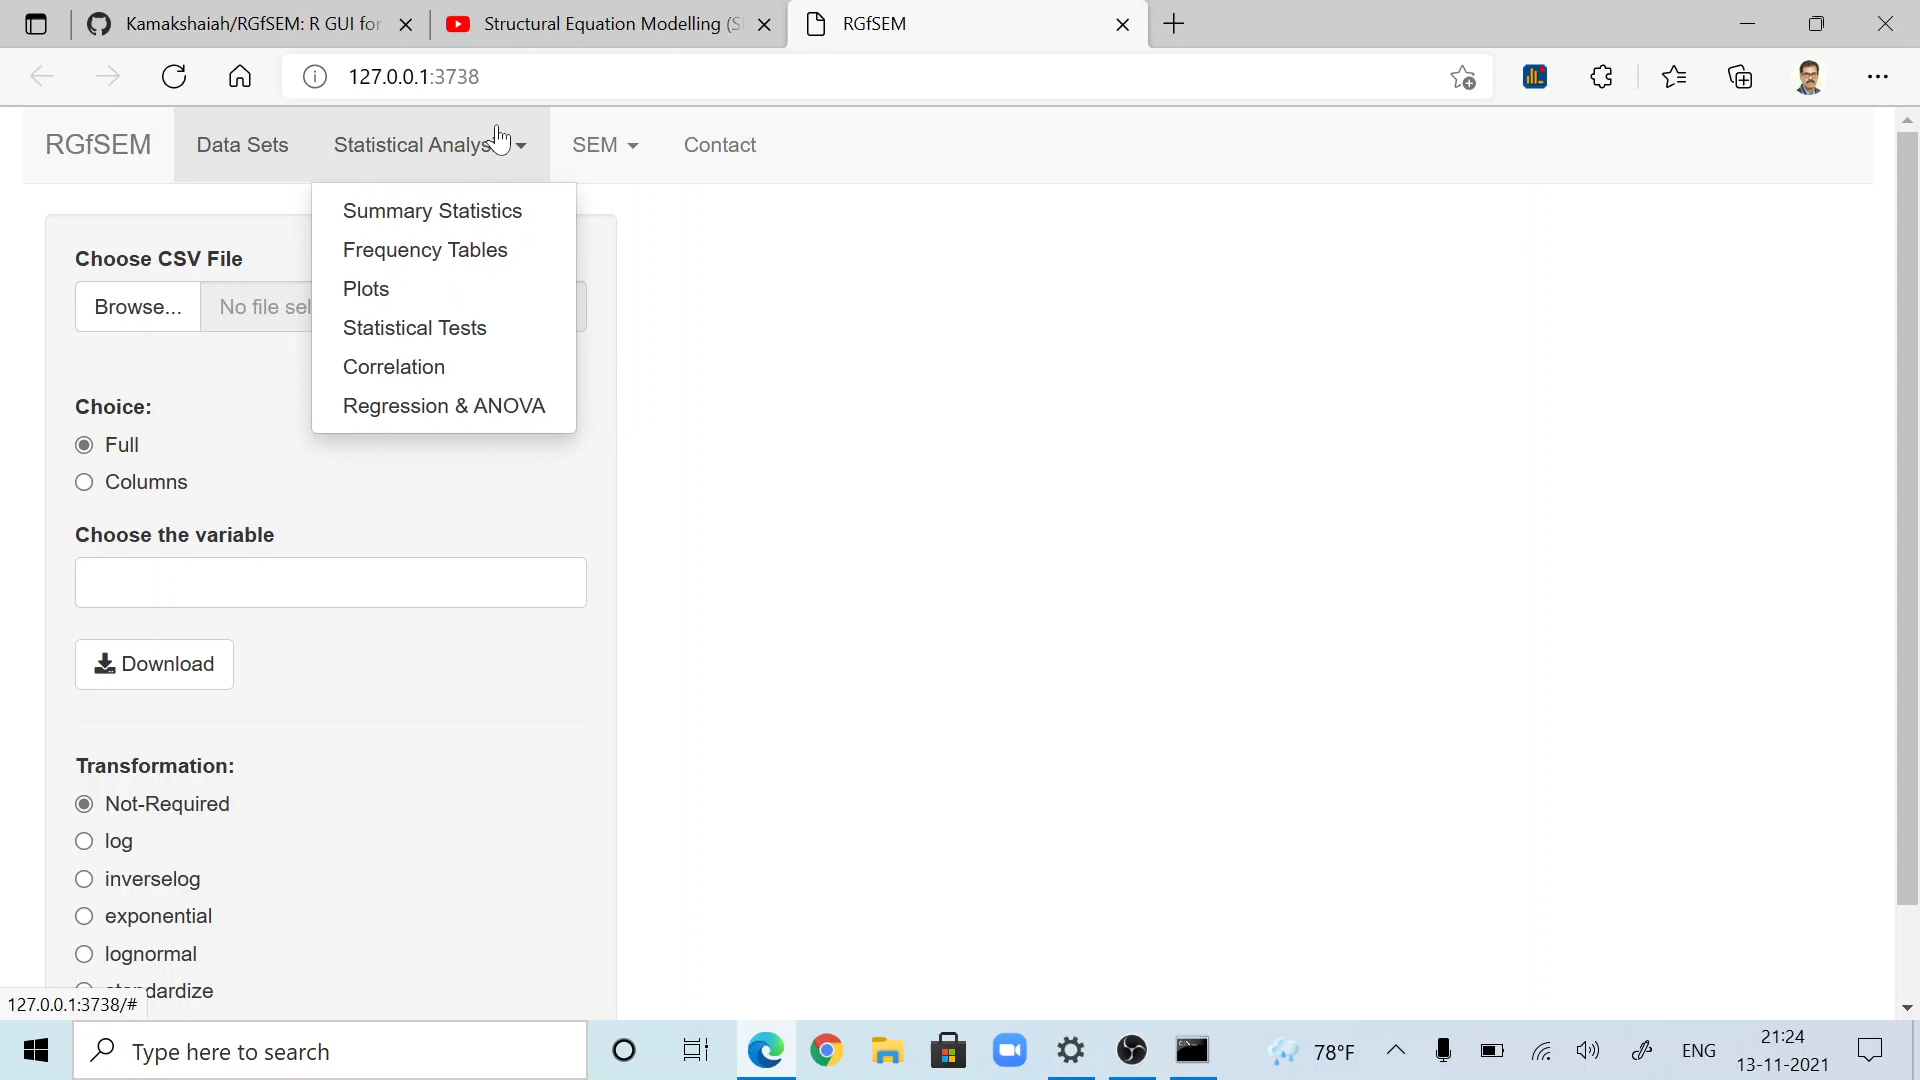 Kamakshaiah/RGfSEM: R GUI for
Structural Equation Modelling (S
RGfSEM
127.0.0.1:3738
RGfSEM
Data Sets
Statistical Analys
SEM
Contact
Summary Statistics
Frequency Tables
Plots
Statistical Tests
Correlation
Regression & ANOVA
Choose CSV File
Browse...
No file sel
Choice:
Full
Columns
Choose the variable
Download
Transformation:
Not-Required
log
inverselog
exponential
lognormal
dardize
127.0.0.1:3738/#
Type here to search
78°F
ENG
21:24
13-11-2021